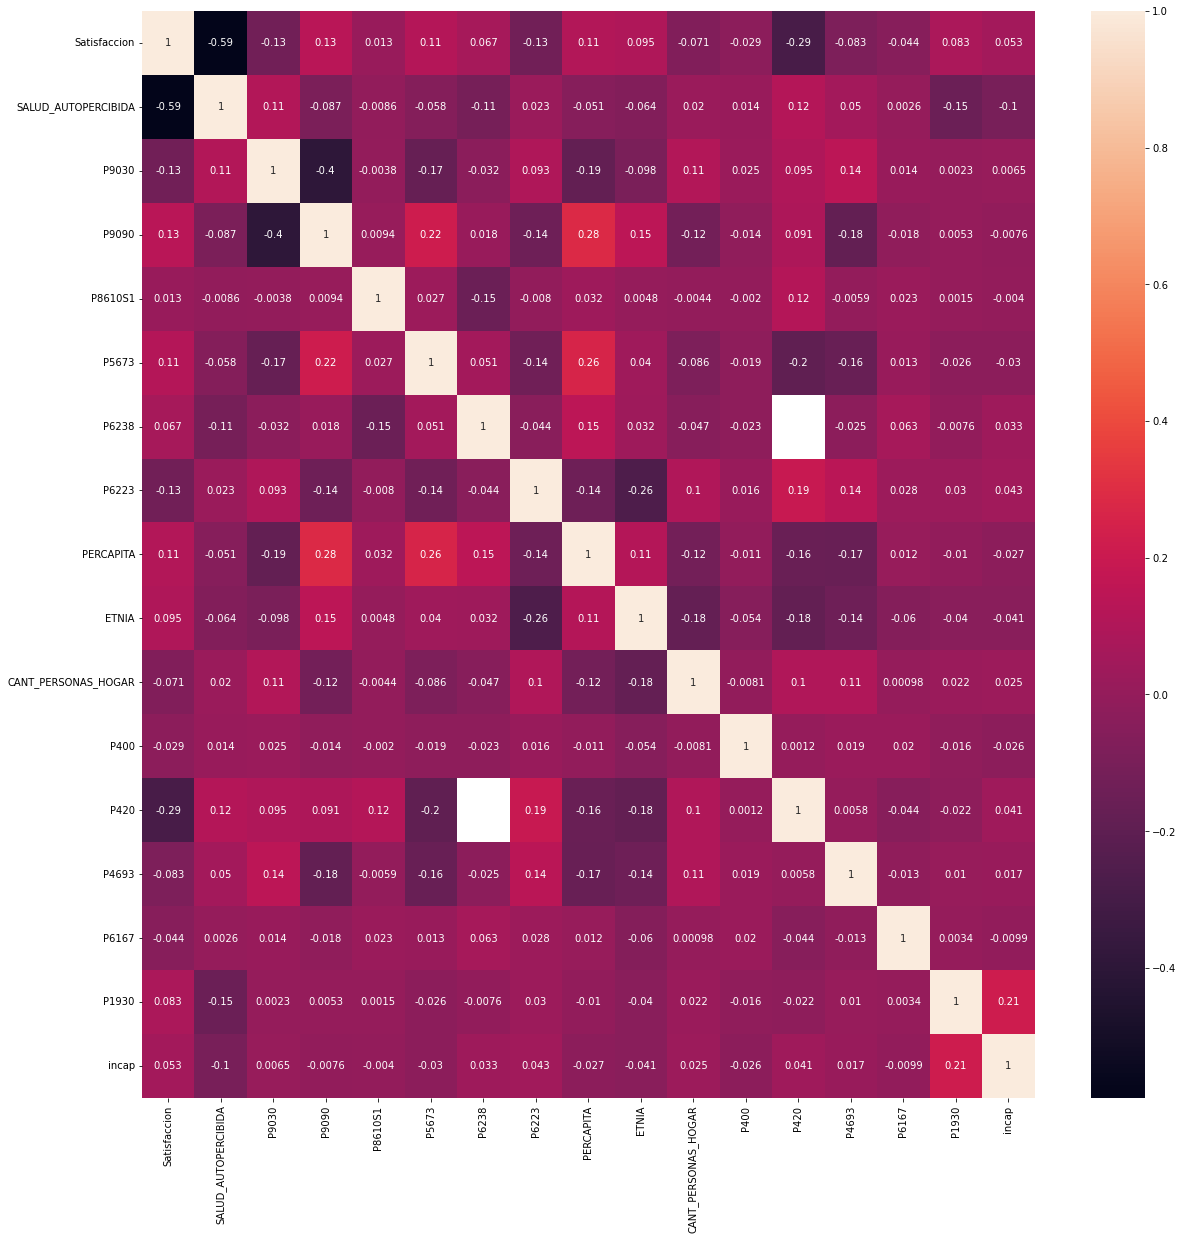 Satisfaccion 1 -0.59 -0.13 0.13 0.013 0.11 0.067 -0.13 0.11 0.095 -0.071 -0.029 -0.29 -0.083 -0.044 0.083 0.053
SALUD_AUTOPERCIBIDA -0.59 1 0.11 -0.087 -0.0086 -0.058 -0.11 0.023 -0.051 -0.064 0.02 0.014 0.12 0.05 0.0026 -0.15 -0.1
P9030 -0.13 0.11 1 -0.4 -0.0038 -0.17 -0.032 0.093 -0.19 -0.098 0.11 0.025 0.095 0.14 0.014 0.0023 0.0065
P9090 0.13 -0.087 -0.4 1 0.0094 0.22 0.018 -0.14 0.28 0.15 -0.12 -0.014 0.091 -0.18 -0.018 0.0053 -0.0076
P8610S1 0.013 -0.0086 -0.0038 0.0094 1 0.027 -0.15 -0.008 0.032 0.0048 -0.0044 -0.002 0.12 -0.0059 0.023 0.0015 -0.004
P5673 0.11 -0.058 -0.17 0.22 0.027 1 0.051 -0.14 0.26 0.04 -0.086 -0.019 -0.2 -0.16 0.013 -0.026 -0.03
P6238 0.067 -0.11 -0.032 0.018 -0.15 0.051 1 -0.044 0.15 0.032 -0.047 -0.023 -0.025 0.063 -0.0076 0.033
P6223 -0.13 0.023 0.093 -0.14 -0.008 -0.14 -0.044 1 -0.14 -0.26 0.1 0.016 0.19 0.14 0.028 0.03 0.043
PERCAPITA 0.11 -0.051 -0.19 0.28 0.032 0.26 0.15 -0.14 1 0.11 -0.12 -0.011 -0.16 -0.17 0.012 -0.01 -0.027
ETNIA 0.095 -0.064 -0.098 0.15 0.0048 0.04 0.032 -0.26 0.11 1 -0.18 -0.054 -0.18 -0.14 -0.06 -0.04 -0.041
CANT_PERSONAS_HOGAR -0.071 0.02 0.11 -0.12 -0.0044 -0.086 -0.047 0.1 -0.12 -0.18 1 -0.0081 0.1 0.11 0.00098 0.022 0.025
P400 -0.029 0.014 0.025 -0.014 -0.002 -0.019 -0.023 0.016 -0.011 -0.054 -0.0081 1 0.0012 0.019 0.02 -0.016 -0.026
P420 -0.29 0.12 0.095 0.091 0.12 -0.2 0.19 -0.16 -0.18 0.1 0.0012 1 0.0058 -0.044 -0.022 0.041
P4693 -0.083 0.05 0.14 -0.18 -0.0059 -0.16 -0.025 0.14 -0.17 -0.14 0.11 0.019 0.0058 1 -0.013 0.01 0.017
P6167 -0.044 0.0026 0.014 -0.018 0.023 0.013 0.063 0.028 0.012 -0.06 0.00098 0.02 -0.044 -0.013 1 0.0034 -0.0099
P1930 0.083 -0.15 0.0023 0.0053 0.0015 -0.026 -0.0076 0.03 -0.01 -0.04 0.022 -0.016 -0.022 0.01 0.0034 1 0.21
incap 0.053 -0.1 0.0065 -0.0076 -0.004 -0.03 0.033 0.043 -0.027 -0.041 0.025 -0.026 0.041 0.017 -0.0099 0.21 1
Satisfaccion
SALUD_AUTOPERCIBIDA
P9030
P9090
P8610S1
P5673
P6238
P6223
PERCAPITA
ETNIA
CANT_PERSONAS_HOGAR
P400
P420
P4693
P6167
P1930
incap
1.0
0.8
0.6
0.4
0.2
0.0
−0.2
−0.4